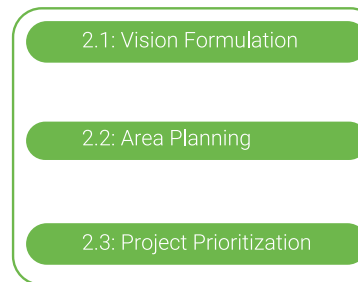 2.1: Vision Formulation
2.2: Area Planning
2.3: Project Prioritization